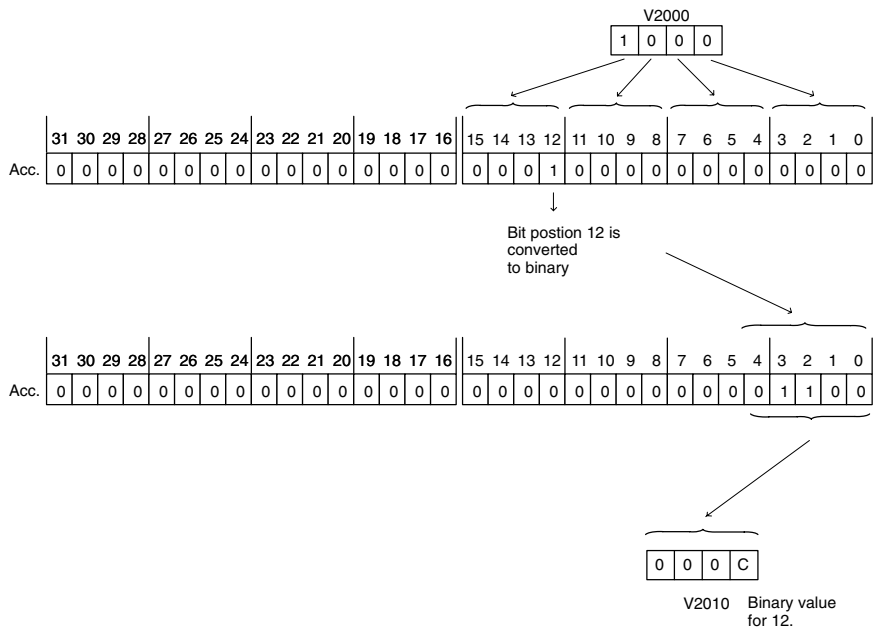 V2000
1 0 0 0
31 30 29 28 27 26 25 24 23 22 21 20 19 18 17 16 15 14 13 12 11 10 9 8 7 6 5 4 3 2 1 0
Acc. 0 0 0 0 0 0 0 0 0 0 0 0 0 0 0 0 0 0 0 1 0 0 0 0 0 0 0 0 0 0 0 0
Bit postion 12 is
converted
to binary
31 30 29 28 27 26 25 24 23 22 21 20 19 18 17 16 15 14 13 12 11 10 9 8 7 6 5 4 3 2 1 0
Acc. 0 0 0 0 0 0 0 0 0 0 0 0 0 0 0 0 0 0 0 0 0 0 0 0 0 0 0 0 1 1 0 0
0 0 0 C
V2010 Binary value
for 12.